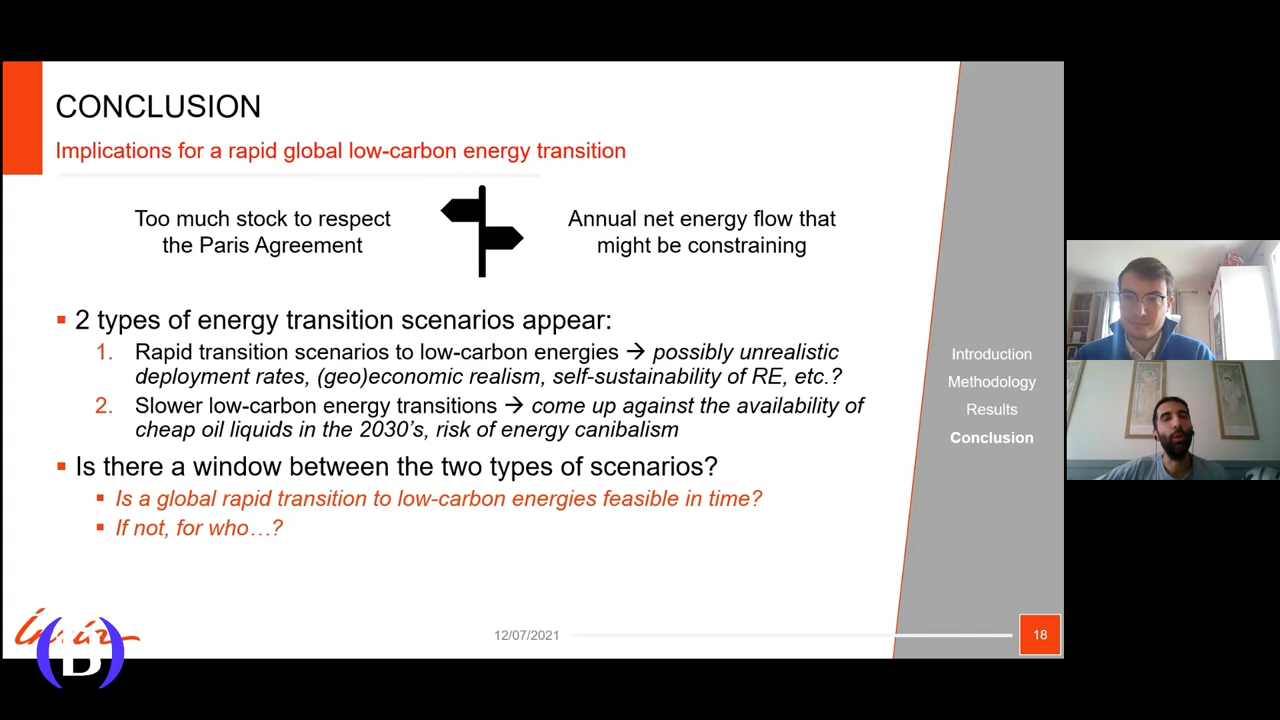 CONCLUSION
Implications for a rapid global low-carbon energy transition
Too much stock to respect
the Paris Agreement
Annual net energy flow that
might be constraining
▪ 2 types of energy transition scenarios appear:
1. Rapid transition scenarios to low-carbon energies → possibly unrealistic
deployment rates, (geo)economic realism, self-sustainability of RE, etc.?
2. Slower low-carbon energy transitions → come up against the availability of
cheap oil liquids in the 2030's, risk of energy canibalism
▪ Is there a window between the two types of scenarios?
▪ Is a global rapid transition to low-carbon energies feasible in time?
▪ If not, for who…?
Introduction
Methodology
Results
Conclusion
12/07/2021
18
(B)